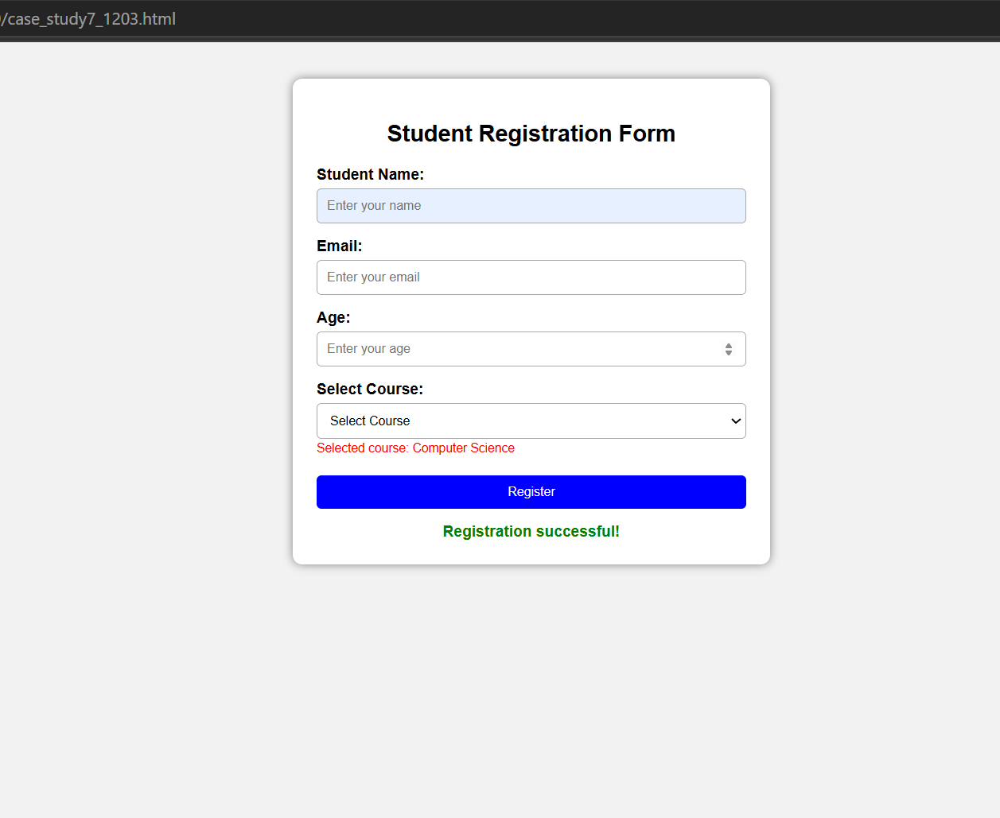 /case_study7_1203.html
Student Registration Form
Student Name:
Enter your name
Email:
Enter your email
Age:
Enter your age
Select Course:
Select Course
Selected course: Computer Science
Register
Registration successful!